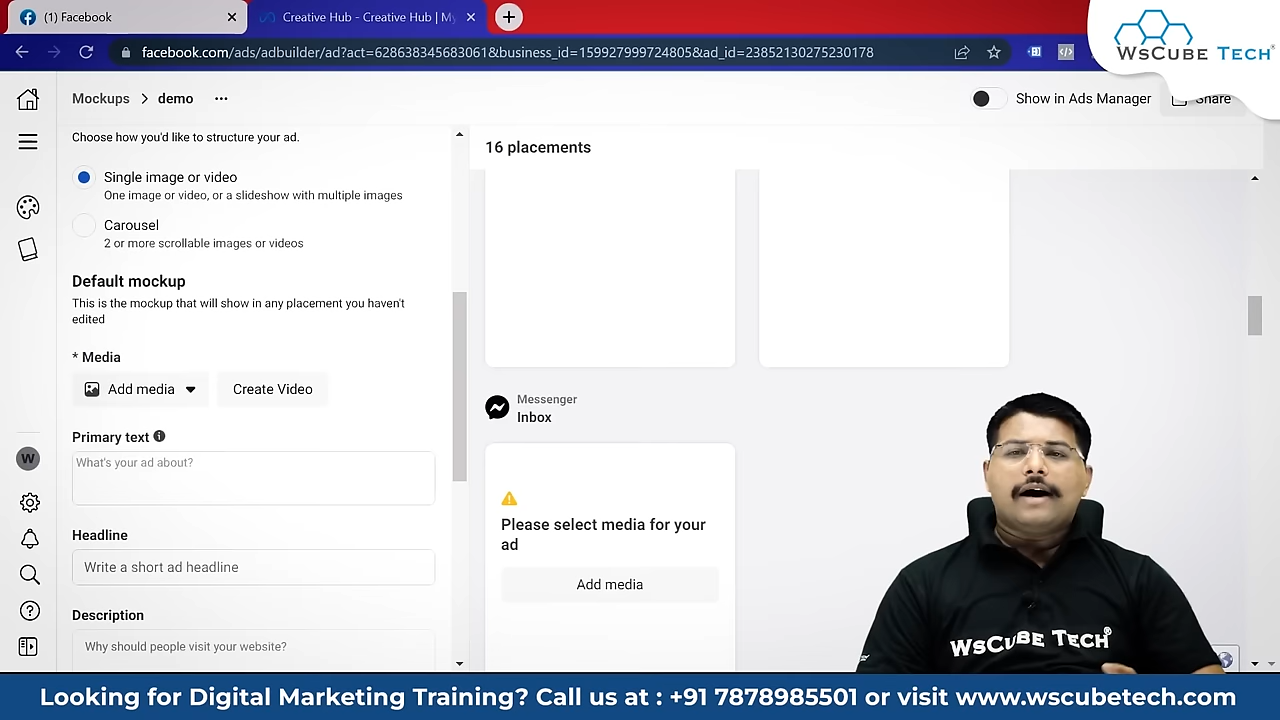 (1) Facebook
Creative Hub - Creative Hub | My
WSCUBE TECH®
facebook.com/ads/adbuilder/ad?act=628638345683061&business_id=159927999724805&ad_id=23852130275230178
Mockups > demo ...
Show in Ads Manager
Share
Choose how you'd like to structure your ad.
16 placements
Single image or video
One image or video, or a slideshow with multiple images
Carousel
2 or more scrollable images or videos
Default mockup
This is the mockup that will show in any placement you haven't
edited
* Media
Add media
Create Video
Primary text
What's your ad about?
Headline
Write a short ad headline
Description
Why should people visit your website?
W
Messenger
Inbox
Please select media for your
ad
Add media
WSCUBE TECH®
Looking for Digital Marketing Training? Call us at : +91 7878985501 or visit www.wscubetech.com